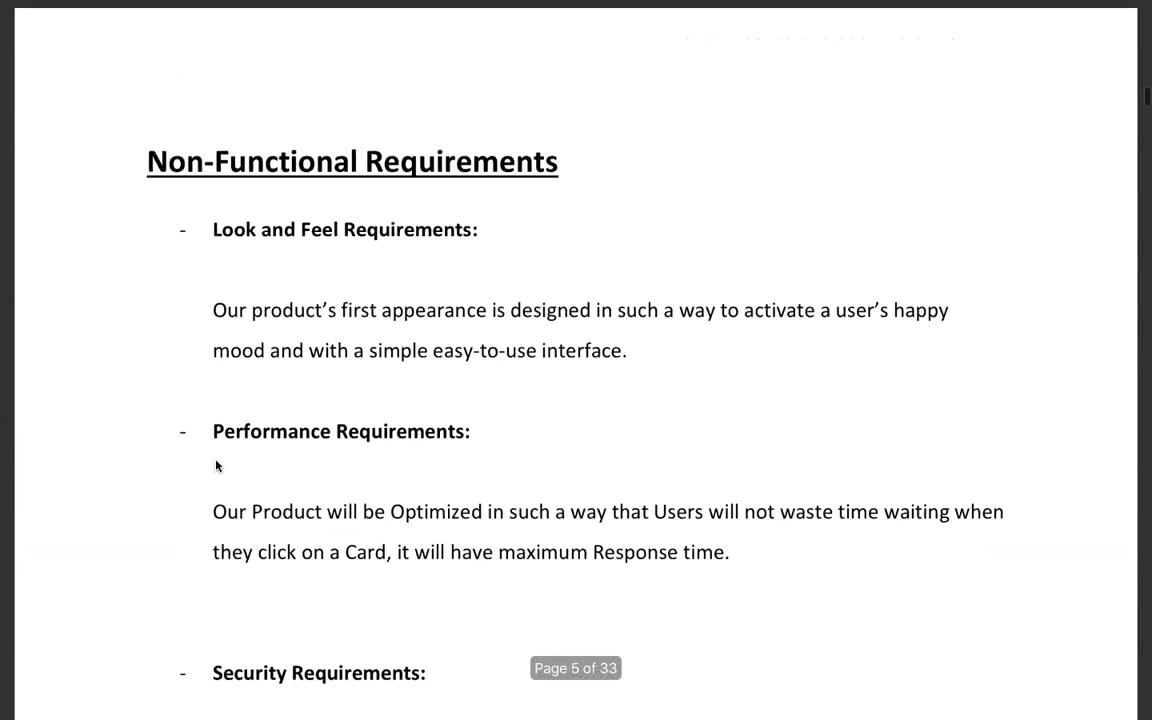 Non-Functional Requirements
- Look and Feel Requirements:
Our product’s first appearance is designed in such a way to activate a user’s happy
mood and with a simple easy-to-use interface.
- Performance Requirements:
Our Product will be Optimized in such a way that Users will not waste time waiting when
they click on a Card, it will have maximum Response time.
- Security Requirements:
Page 5 of 33